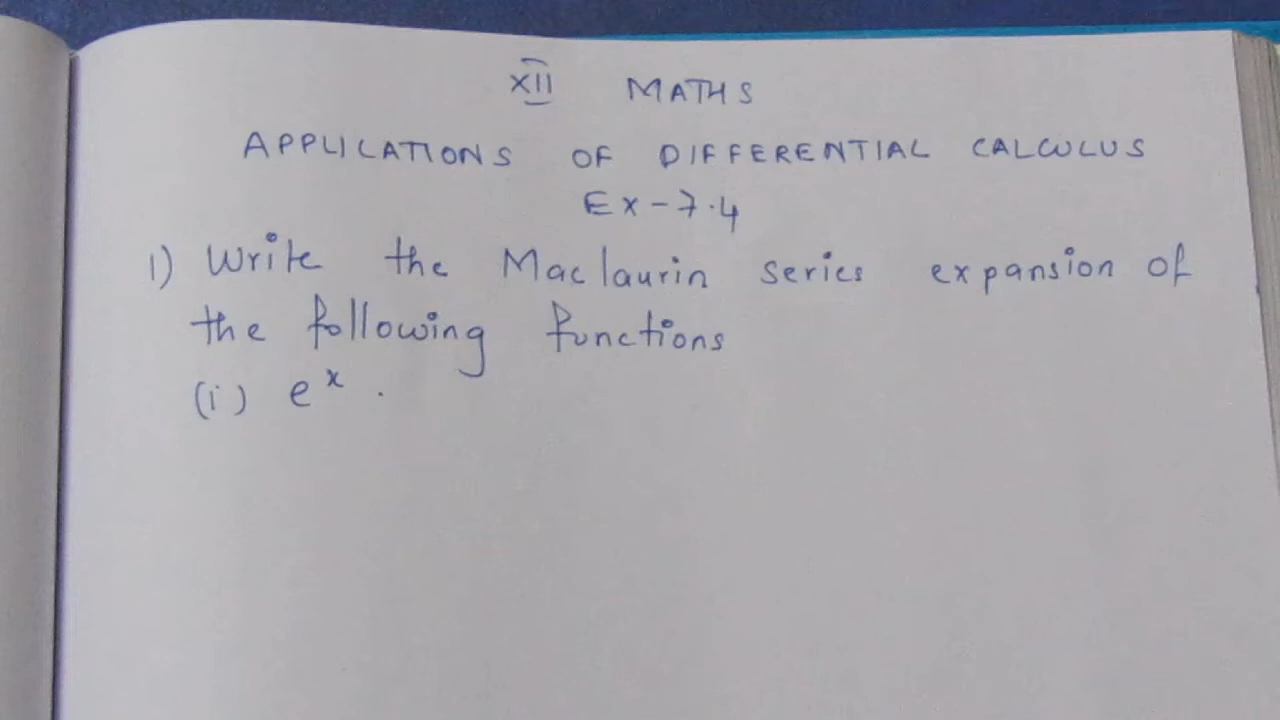 XII MATHS
APPLICATIONS OF DIFFERENTIAL CALCULUS
Ex-7.4
1) Write the Maclaurin series expansion of
the following functions
(i) e^x .